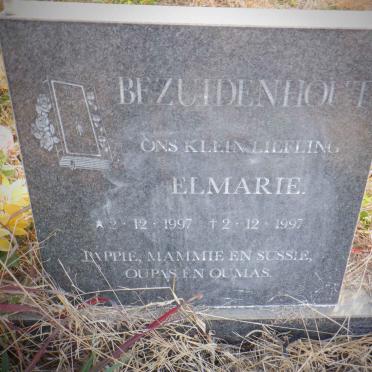 BEZUIDENHOUT
ONS KLEIN LIEFLING
ELMARIE.
★ 2 · 12 · 1997 † 2 · 12 · 1997
PAPPIE, MAMMIE EN SUSSIE,
OUPAS EN OUMAS.